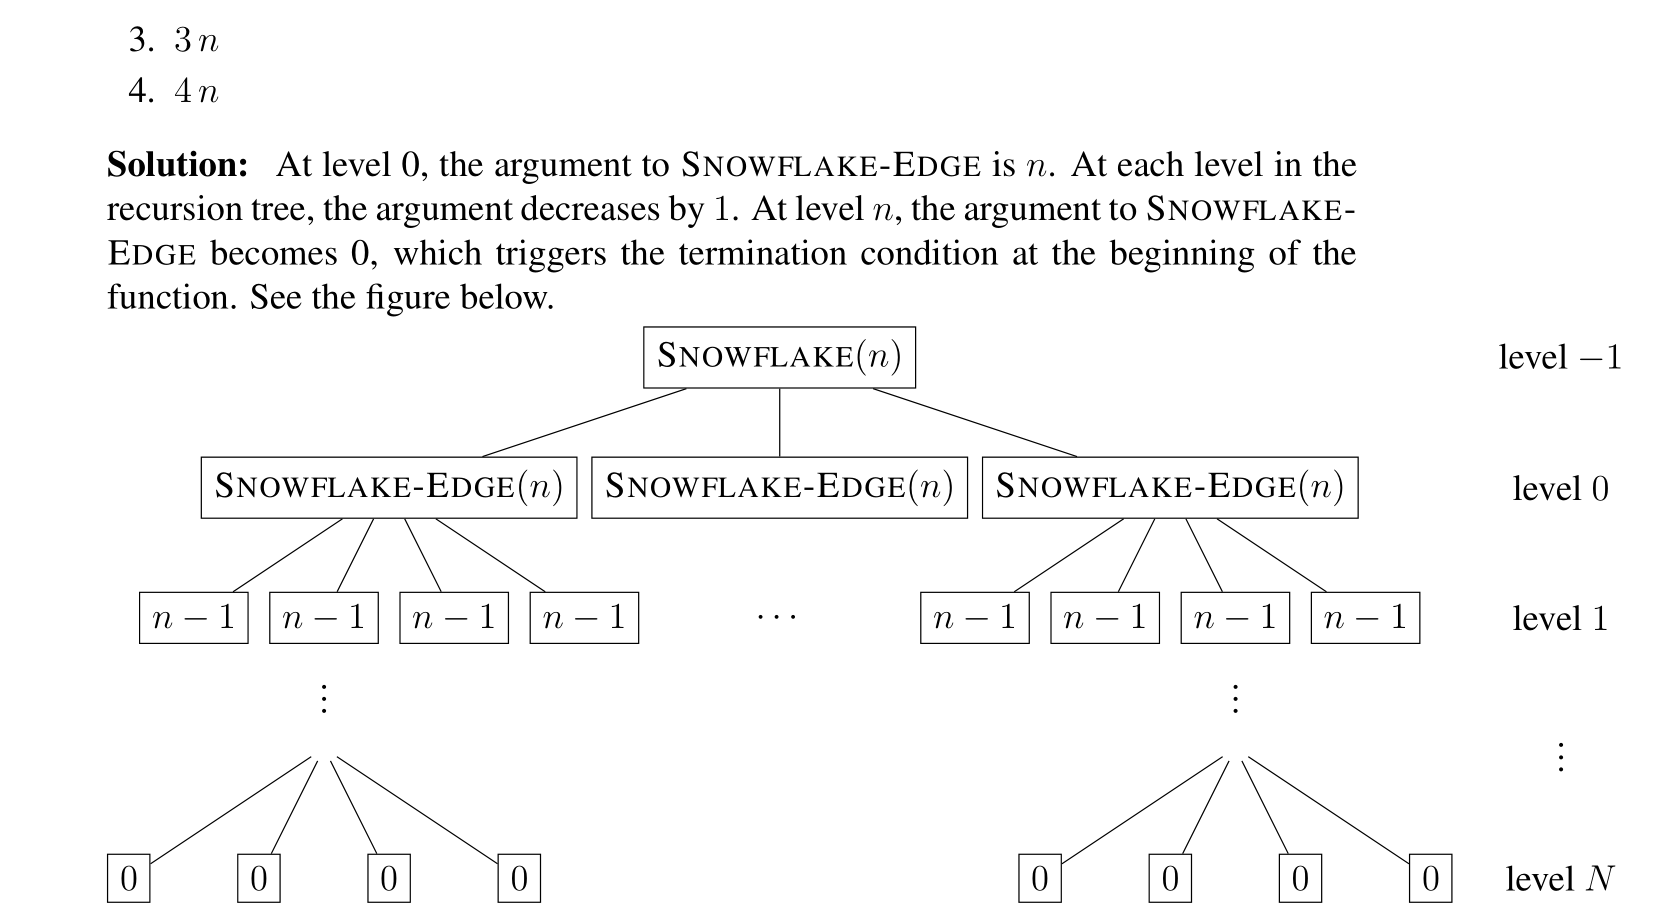 3. 3 n
4. 4 n
Solution: At level 0, the argument to SNOWFLAKE-EDGE is n. At each level in the
recursion tree, the argument decreases by 1. At level n, the argument to SNOWFLAKE-
EDGE becomes 0, which triggers the termination condition at the beginning of the
function. See the figure below.
SNOWFLAKE(n) level −1
SNOWFLAKE-EDGE(n) SNOWFLAKE-EDGE(n) SNOWFLAKE-EDGE(n) level 0
n − 1 n − 1 n − 1 n − 1 ⋯ n − 1 n − 1 n − 1 n − 1 level 1
⋮ ⋮
⋮
0 0 0 0 0 0 0 0 level N